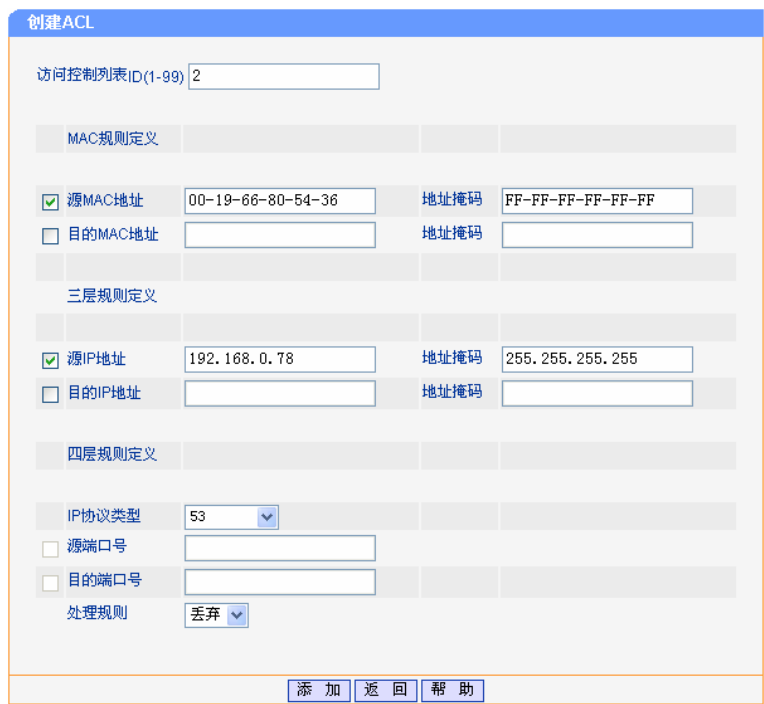 创建ACL
访问控制列表ID(1-99) 2
MAC规则定义
源MAC地址 00-19-66-80-54-36 地址掩码 FF-FF-FF-FF-FF-FF
目的MAC地址 地址掩码
三层规则定义
源IP地址 192.168.0.78 地址掩码 255.255.255.255
目的IP地址 地址掩码
四层规则定义
IP协议类型 53
源端口号
目的端口号
处理规则 丢弃
添 加 返 回 帮 助